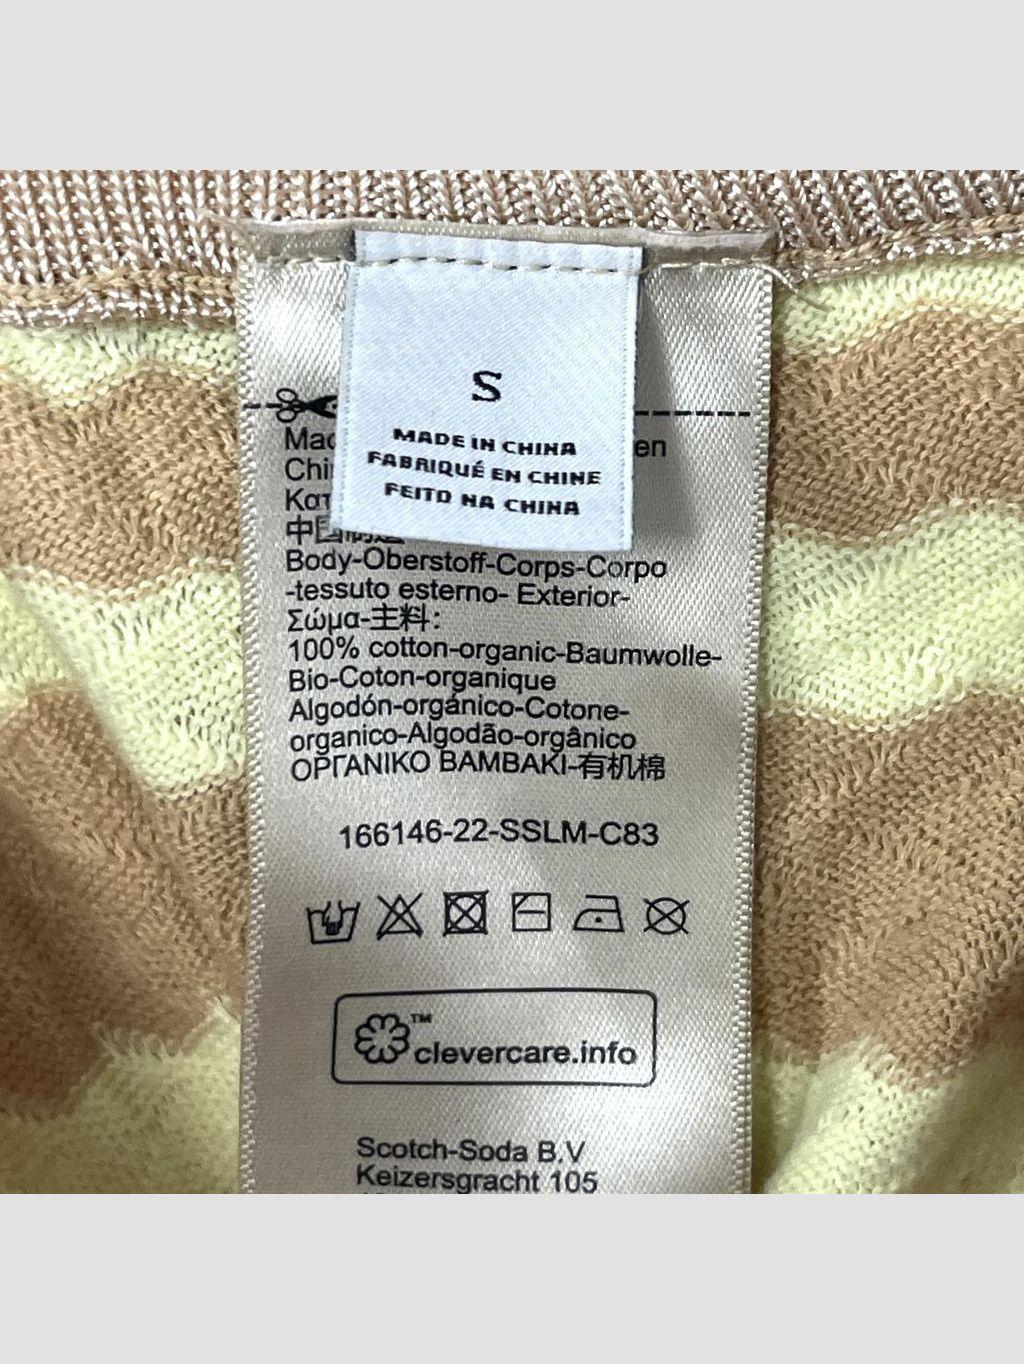 S
MADE IN CHINA
FABRIQUÉ EN CHINE
FEITO NA CHINA
Body-Oberstoff-Corps-Corpo
-tessuto esterno- Exterior-
Σώμα-主料:
100% cotton-organic-Baumwolle-
Bio-Coton-organique
Algodón-orgánico-Cotone-
organico-Algodão-orgânico
ΟΡΓΑΝΙΚΟ ΒΑΜΒΑΚΙ-有机棉
166146-22-SSLM-C83
™
clevercare.info
Scotch-Soda B.V
Keizersgracht 105